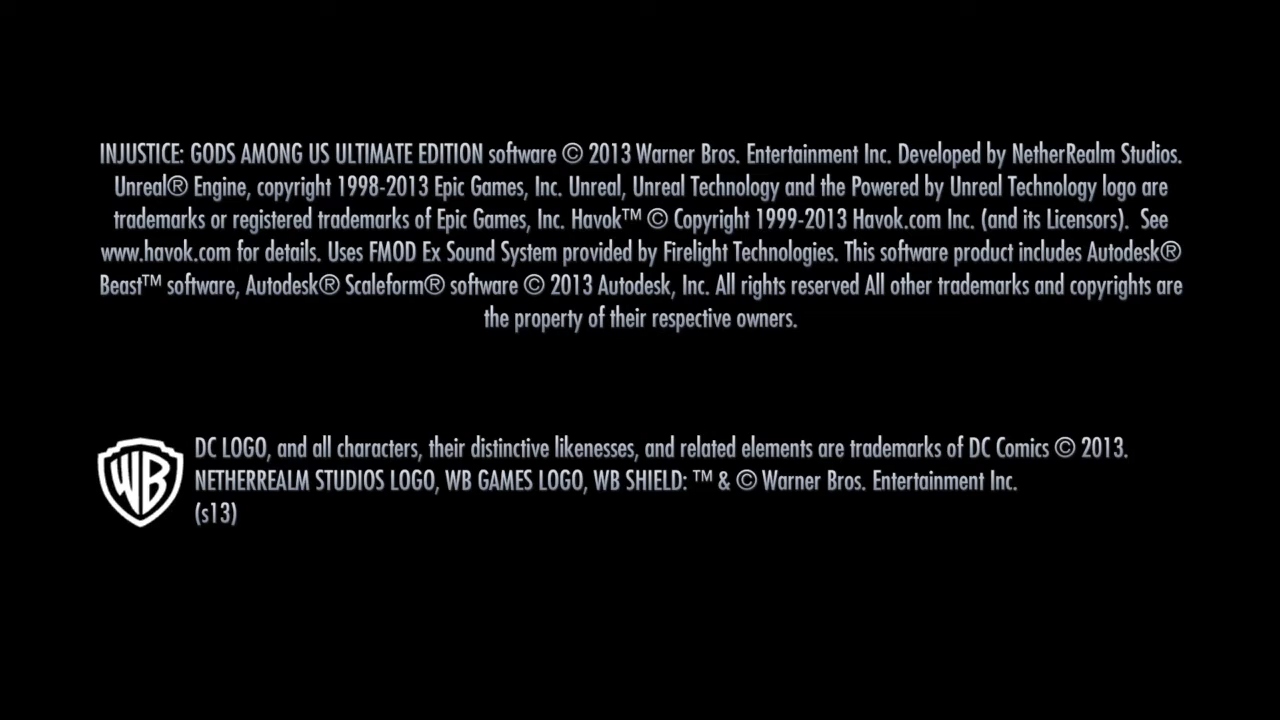 INJUSTICE: GODS AMONG US ULTIMATE EDITION software © 2013 Warner Bros. Entertainment Inc. Developed by NetherRealm Studios.
Unreal® Engine, copyright 1998-2013 Epic Games, Inc. Unreal, Unreal Technology and the Powered by Unreal Technology logo are
trademarks or registered trademarks of Epic Games, Inc. Havok™ © Copyright 1999-2013 Havok.com Inc. (and its Licensors).  See
www.havok.com for details. Uses FMOD Ex Sound System provided by Firelight Technologies. This software product includes Autodesk®
Beast™ software, Autodesk® Scaleform® software © 2013 Autodesk, Inc. All rights reserved All other trademarks and copyrights are
the property of their respective owners.
WB
DC LOGO, and all characters, their distinctive likenesses, and related elements are trademarks of DC Comics © 2013.
NETHERREALM STUDIOS LOGO, WB GAMES LOGO, WB SHIELD: ™ & © Warner Bros. Entertainment Inc.
(s13)